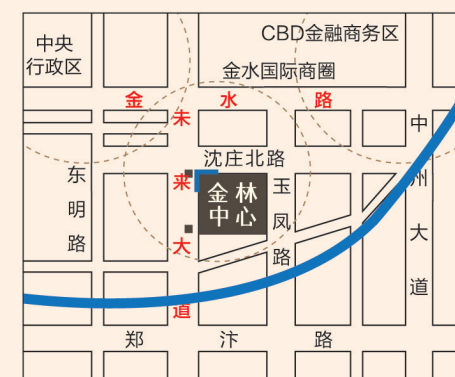 中央
行政区
CBD金融商务区
金水国际商圈
金水路
未来大道
中州大道
沈庄北路
东明路
金林
中心
玉凤路
郑汴路